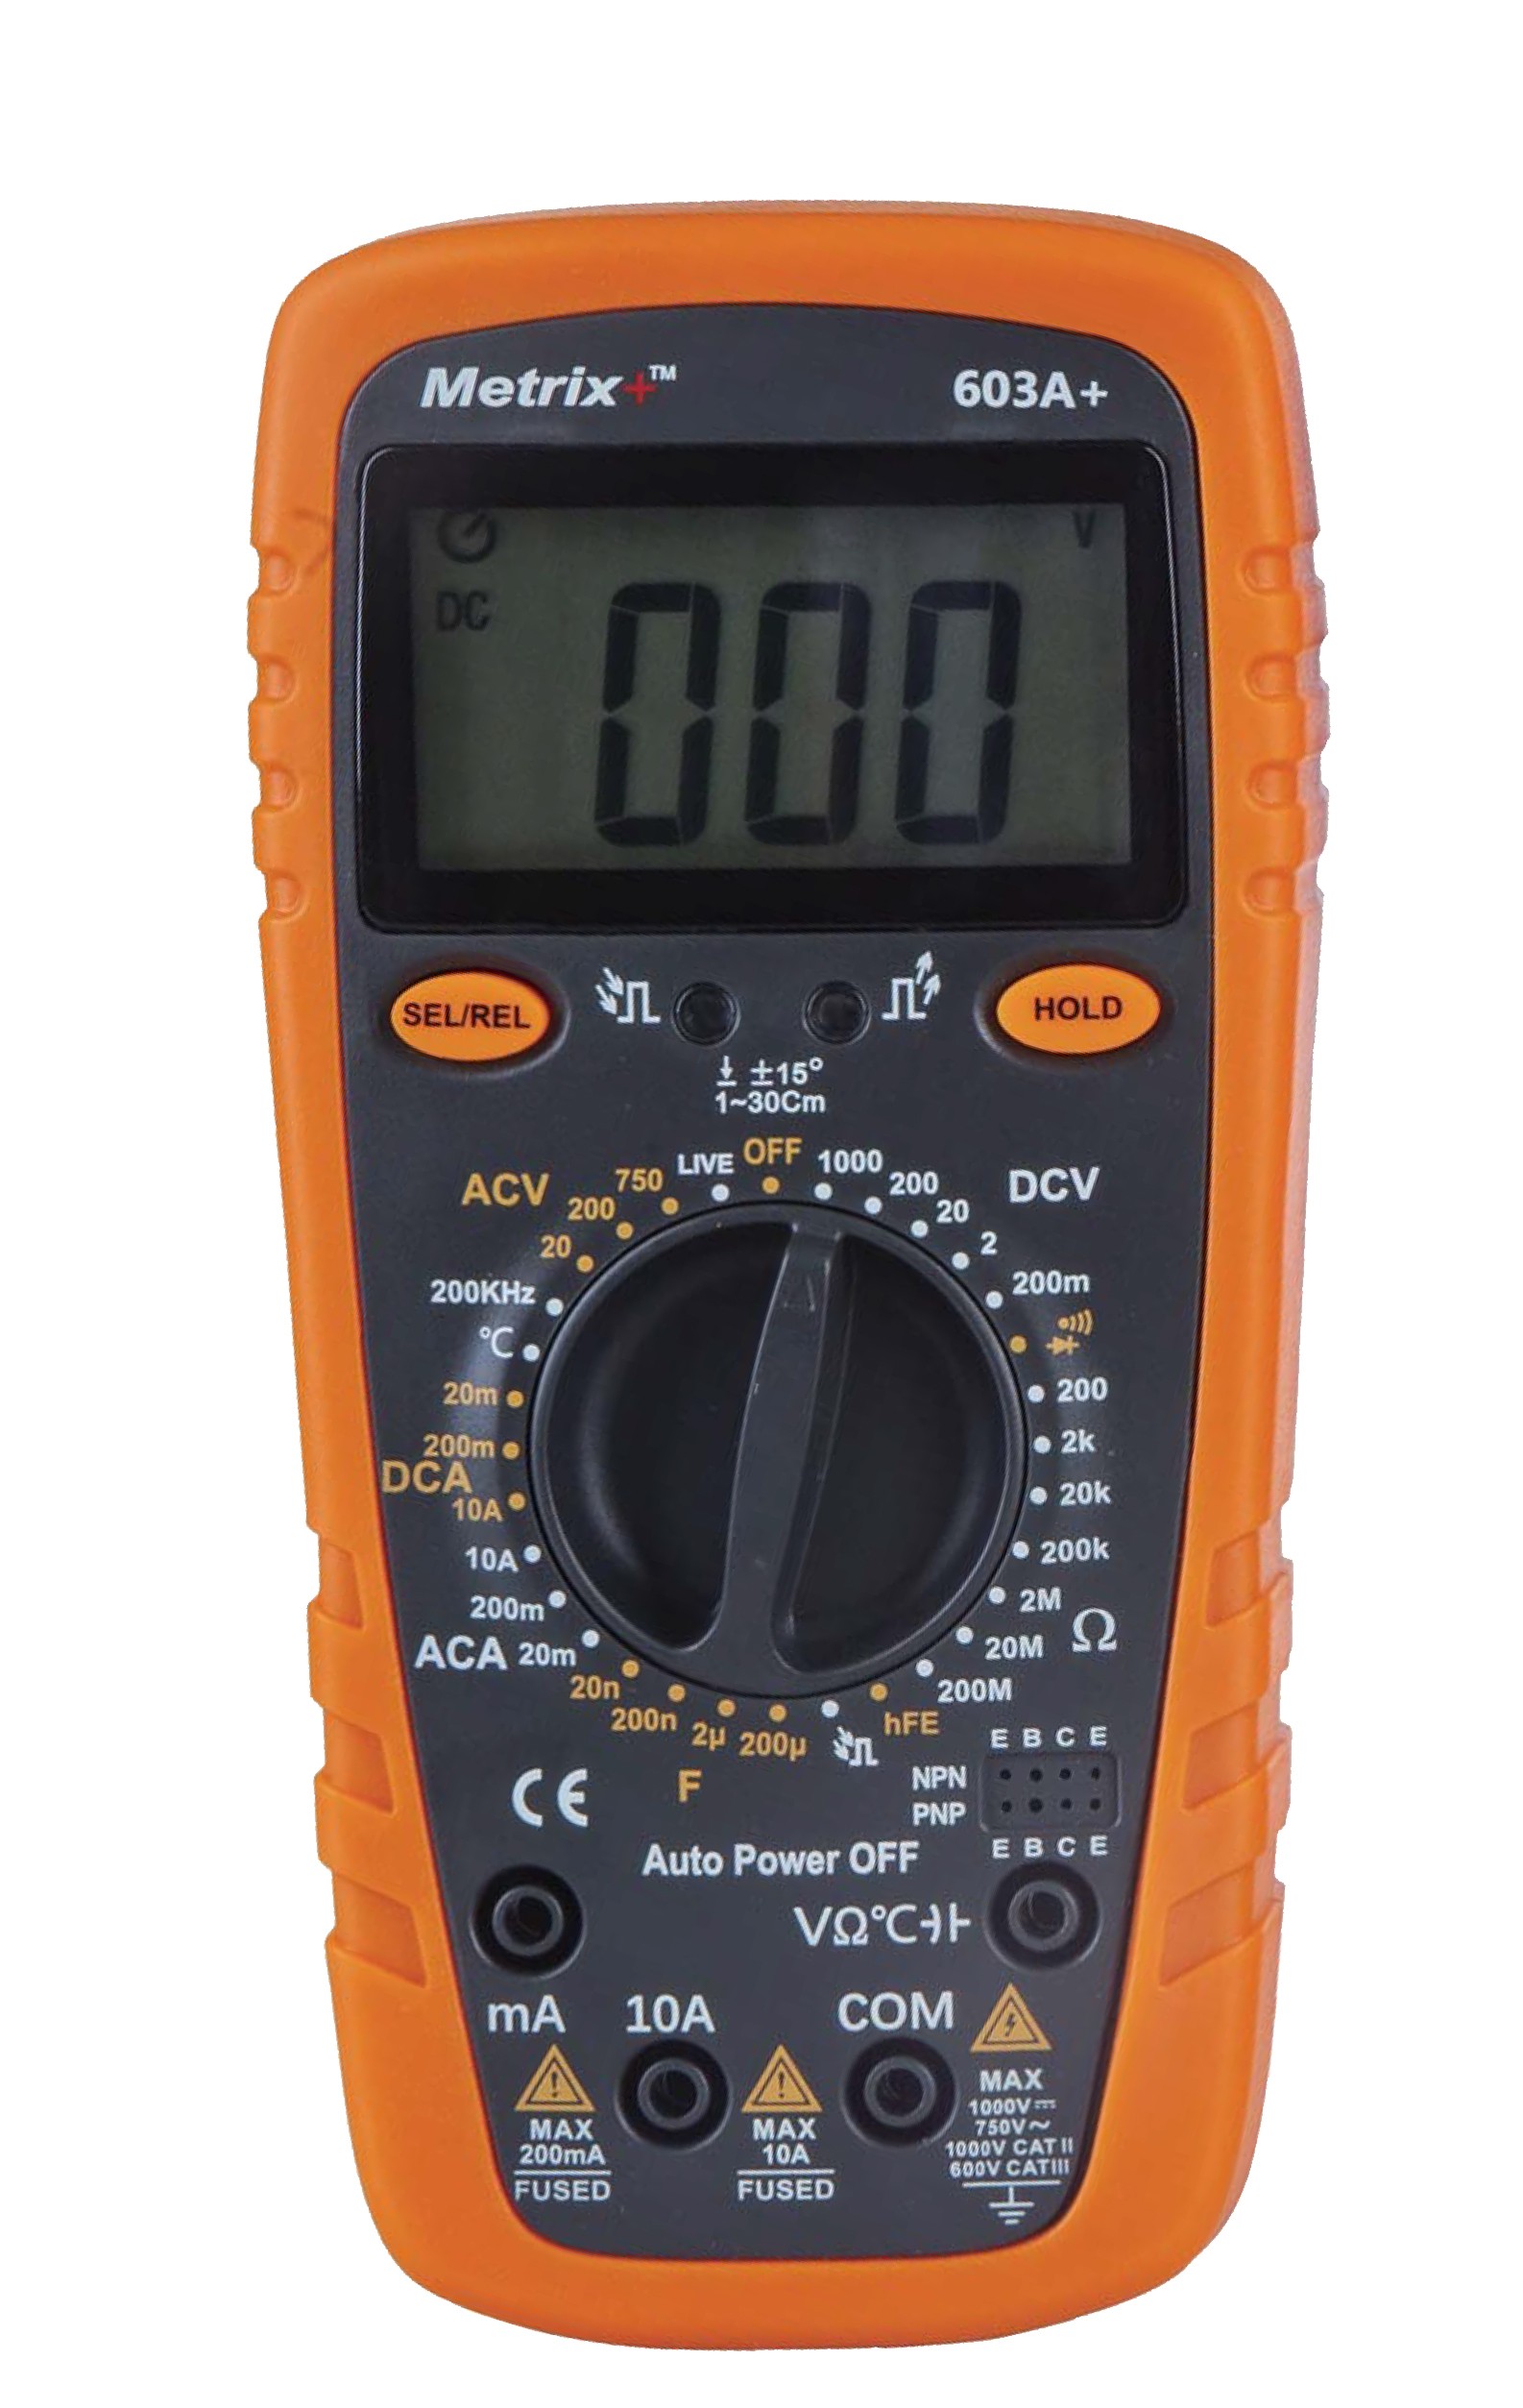 Metrix+™ 603A+
V
DC
000
SEL/REL
HOLD
±15°
1~30Cm
OFF
LIVE
ACV
750
200
20
200KHz
°C
20m
200m
DCA
10A
10A
200m
ACA 20m
20n
200n
2µ
200µ
F
hFE
1000
200
20
2
200m
DCV
200
2k
20k
200k
2M
20M
200M
Ω
E B C E
NPN
PNP
E B C E
CE
Auto Power OFF
VΩ°C
mA 10A COM
MAX
200mA
FUSED
MAX
10A
FUSED
MAX
1000V⎓
750V~
1000V CAT II
600V CAT III